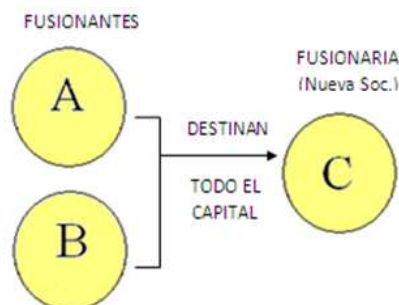 FUSIONANTES
A
B
DESTINAN
TODO EL
CAPITAL
FUSIONARIA
(Nueva Soc.)
C